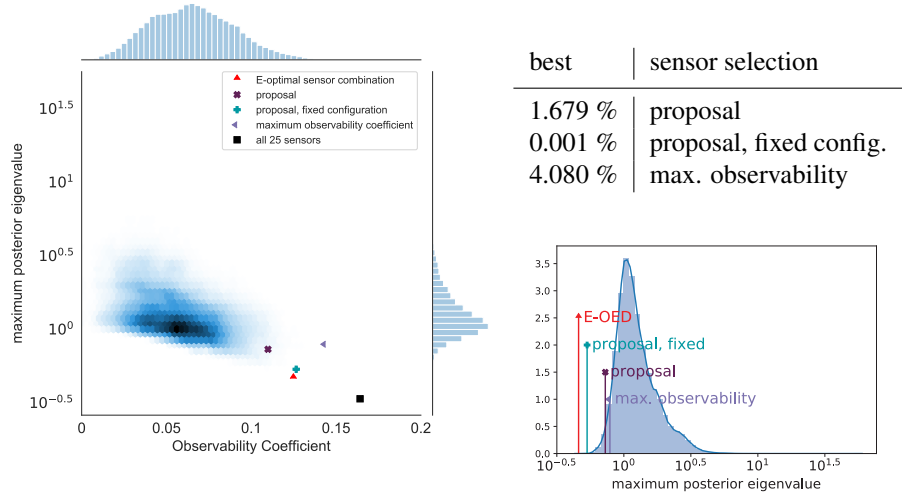 E-optimal sensor combination
proposal
proposal, fixed configuration
maximum observability coefficient
all 25 sensors
10^1.5
10^1
10^0.5
10^0
10^−0.5
maximum posterior eigenvalue
0 0.05 0.1 0.15 0.2
Observability Coefficient
best sensor selection
1.679 % proposal
0.001 % proposal, fixed config.
4.080 % max. observability
3.5
3.0
2.5
2.0
1.5
1.0
0.5
0.0
E-OED
proposal, fixed
proposal
max. observability
10^−0.5 10^0 10^0.5 10^1 10^1.5
maximum posterior eigenvalue